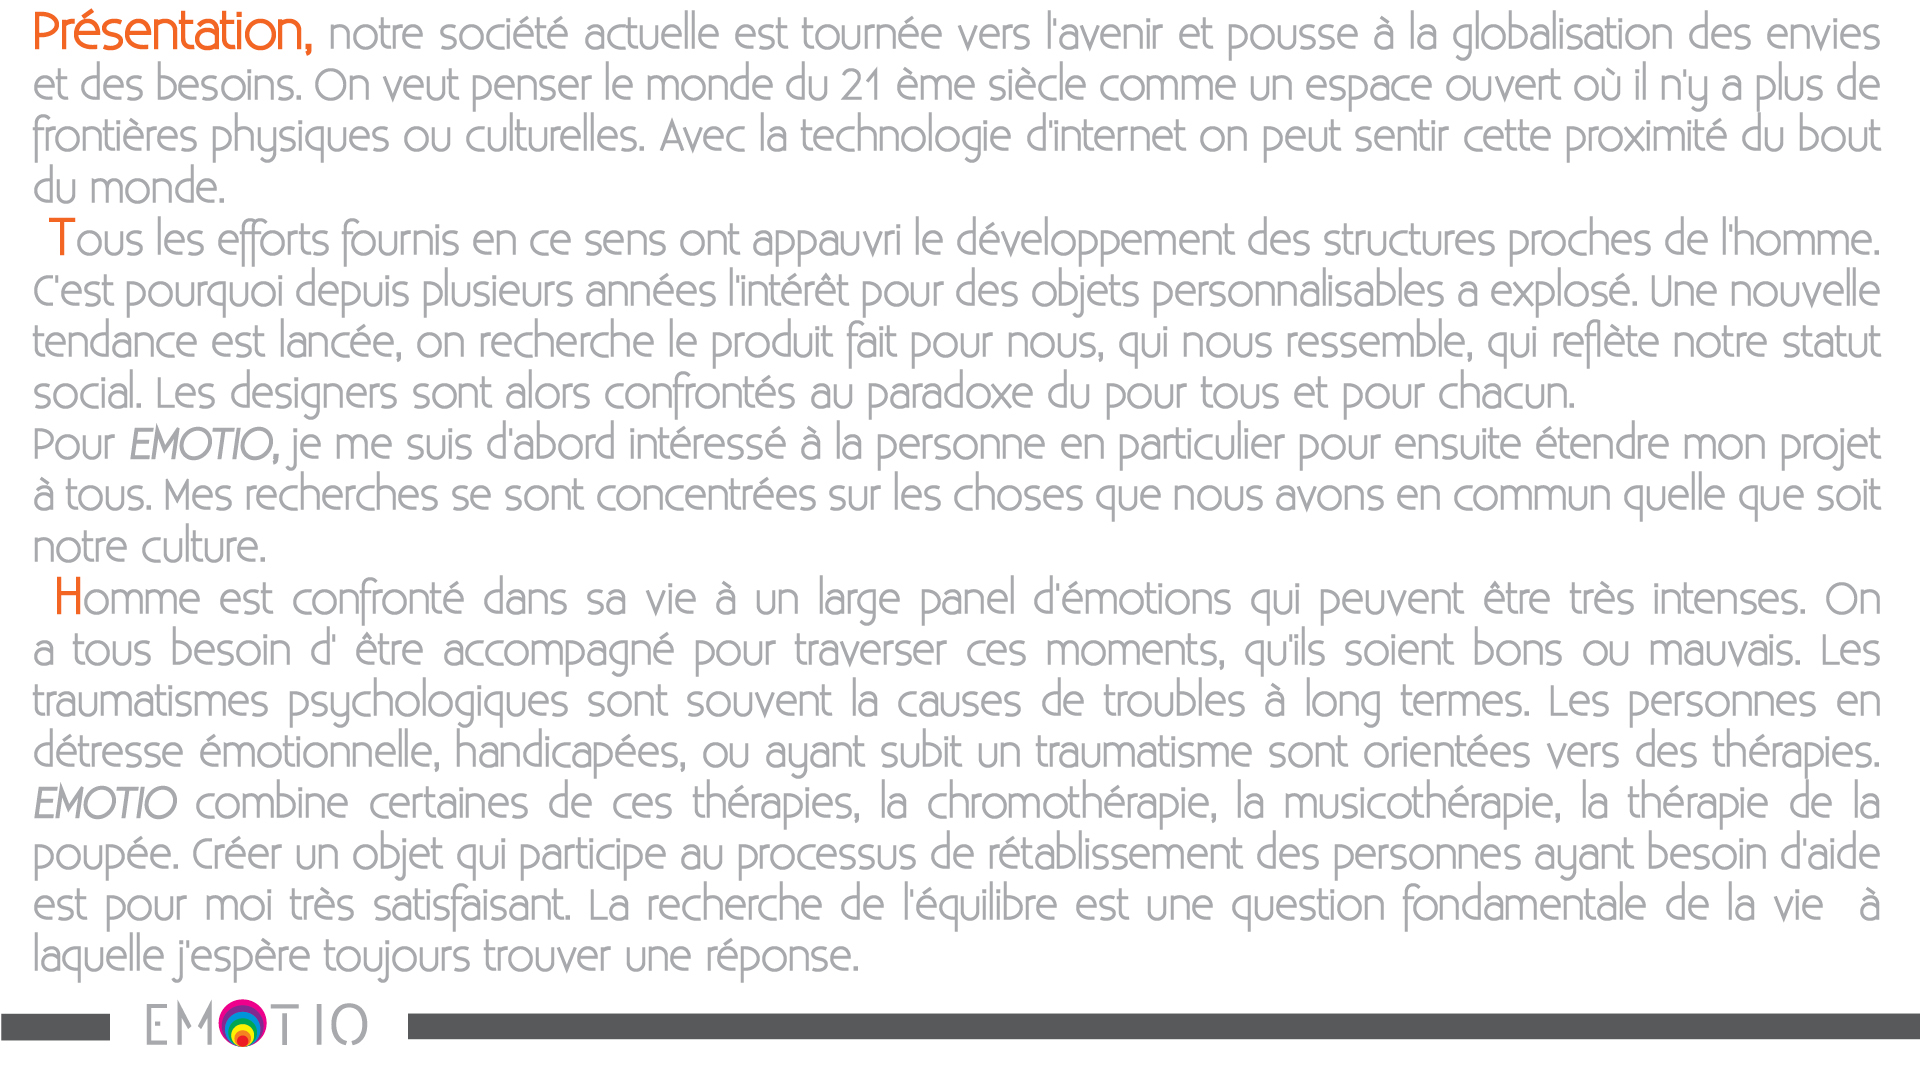 Présentation, notre société actuelle est tournée vers l'avenir et pousse à la globalisation des envies
et des besoins. On veut penser le monde du 21 ème siècle comme un espace ouvert où il n'y a plus de
frontières physiques ou culturelles. Avec la technologie d'internet on peut sentir cette proximité du bout
du monde.
Tous les efforts fournis en ce sens ont appauvri le développement des structures proches de l'homme.
C'est pourquoi depuis plusieurs années l'intérêt pour des objets personnalisables a explosé. Une nouvelle
tendance est lancée, on recherche le produit fait pour nous, qui nous ressemble, qui reflète notre statut
social. Les designers sont alors confrontés au paradoxe du pour tous et pour chacun.
Pour EMOTIO, je me suis d'abord intéressé à la personne en particulier pour ensuite étendre mon projet
à tous. Mes recherches se sont concentrées sur les choses que nous avons en commun quelle que soit
notre culture.
Homme est confronté dans sa vie à un large panel d'émotions qui peuvent être très intenses. On
a tous besoin d' être accompagné pour traverser ces moments, qu'ils soient bons ou mauvais. Les
traumatismes psychologiques sont souvent la causes de troubles à long termes. Les personnes en
détresse émotionnelle, handicapées, ou ayant subit un traumatisme sont orientées vers des thérapies.
EMOTIO combine certaines de ces thérapies, la chromothérapie, la musicothérapie, la thérapie de la
poupée. Créer un objet qui participe au processus de rétablissement des personnes ayant besoin d'aide
est pour moi très satisfaisant. La recherche de l'équilibre est une question fondamentale de la vie à
laquelle j'espère toujours trouver une réponse.
EMOTIO